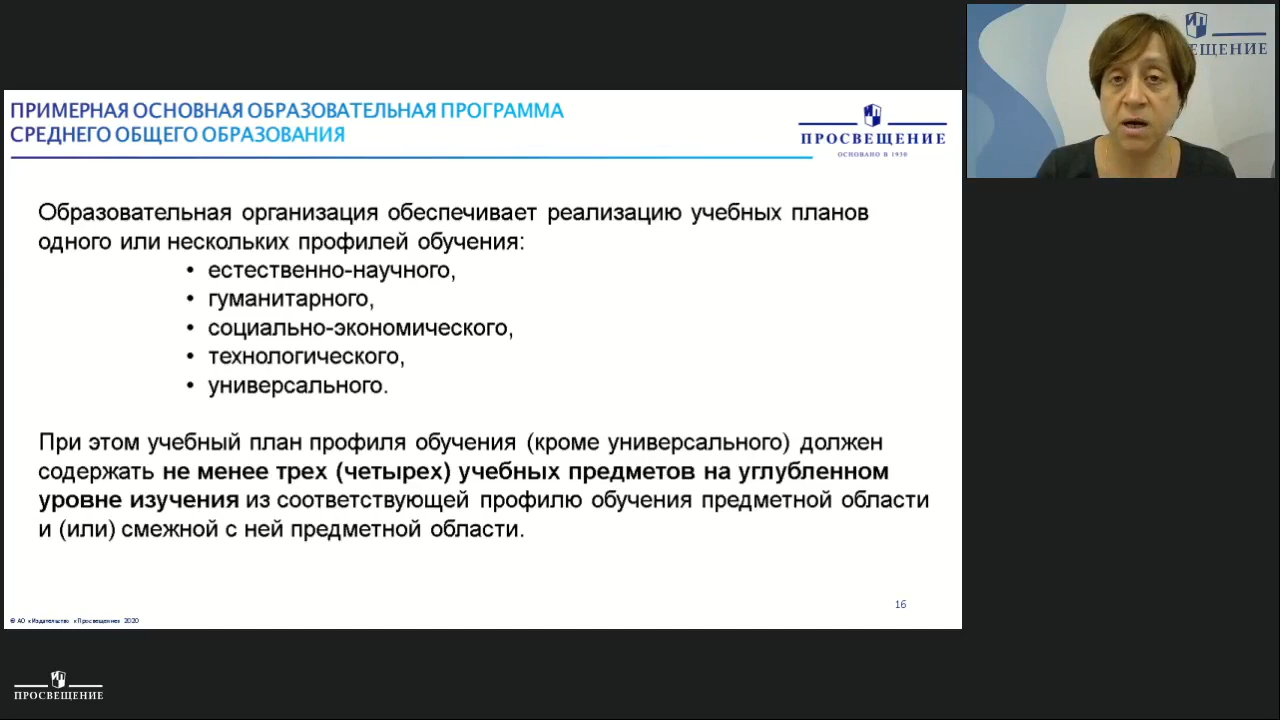 ПРИМЕРНАЯ ОСНОВНАЯ ОБРАЗОВАТЕЛЬНАЯ ПРОГРАММА
СРЕДНЕГО ОБЩЕГО ОБРАЗОВАНИЯ
ПРОСВЕЩЕНИЕ
ОСНОВАНО В 1930
Образовательная организация обеспечивает реализацию учебных планов
одного или нескольких профилей обучения:
• естественно-научного,
• гуманитарного,
• социально-экономического,
• технологического,
• универсального.
При этом учебный план профиля обучения (кроме универсального) должен
содержать не менее трех (четырех) учебных предметов на углубленном
уровне изучения из соответствующей профилю обучения предметной области
и (или) смежной с ней предметной области.
16
© АО «Издательство «Просвещение» 2020
ПРОСВЕЩЕНИЕ
ЕЩЕНИЕ